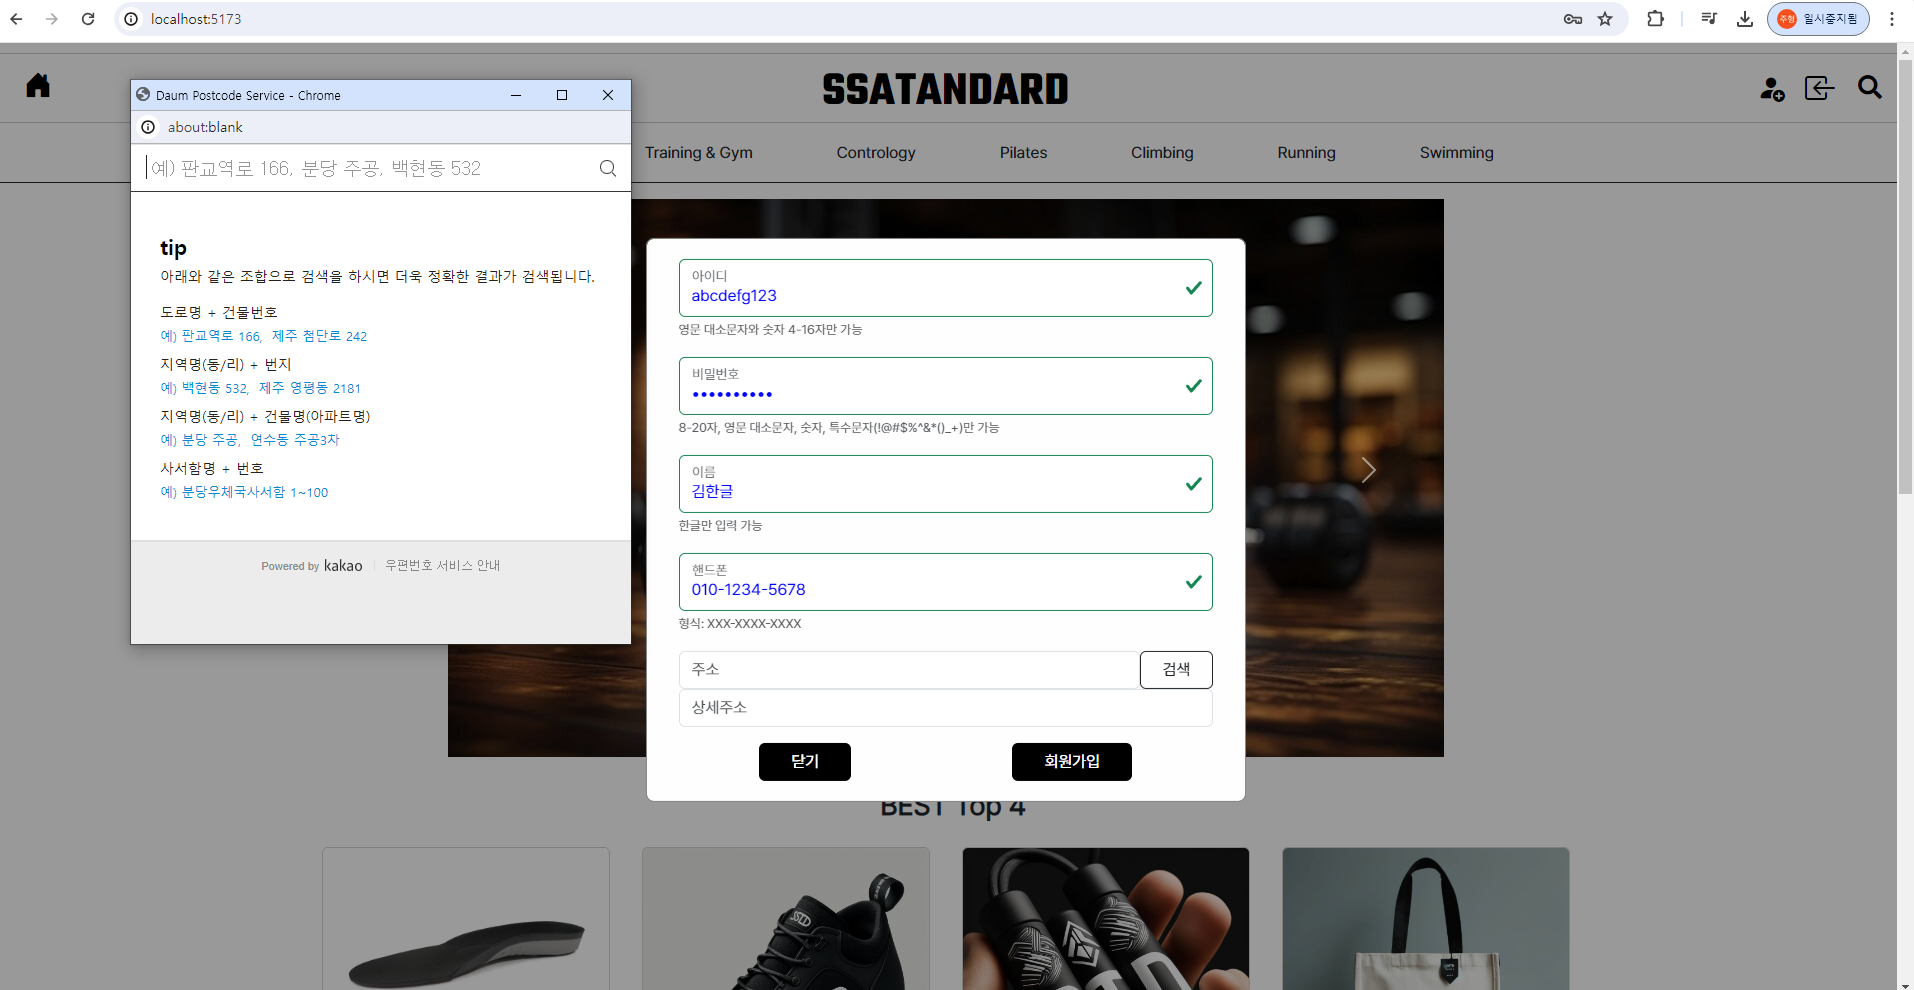 localhost:5173
주형 일시중지됨
SSATANDARD
Training & Gym
Controlology
Pilates
Climbing
Running
Swimming
Daum Postcode Service - Chrome
about:blank
예) 판교역로 166, 분당 주공, 백현동 532
tip
아래와 같은 조합으로 검색을 하시면 더욱 정확한 결과가 검색됩니다.
도로명 + 건물번호
예) 판교역로 166, 제주 첨단로 242
지역명(동/리) + 번지
예) 백현동 532, 제주 영평동 2181
지역명(동/리) + 건물명(아파트명)
예) 분당 주공, 연수동 주공3차
사서함명 + 번호
예) 분당우체국사서함 1~100
Powered by kakao
우편번호 서비스 안내
아이디
abcdefg123
영문 대소문자와 숫자 4-16자만 가능
비밀번호
••••••••••
8-20자, 영문 대소문자, 숫자, 특수문자(!@#$%^&*()_+)만 가능
이름
김한글
한글만 입력 가능
핸드폰
010-1234-5678
형식: XXX-XXXX-XXXX
주소
검색
상세주소
닫기
회원가입
BEST Top 4